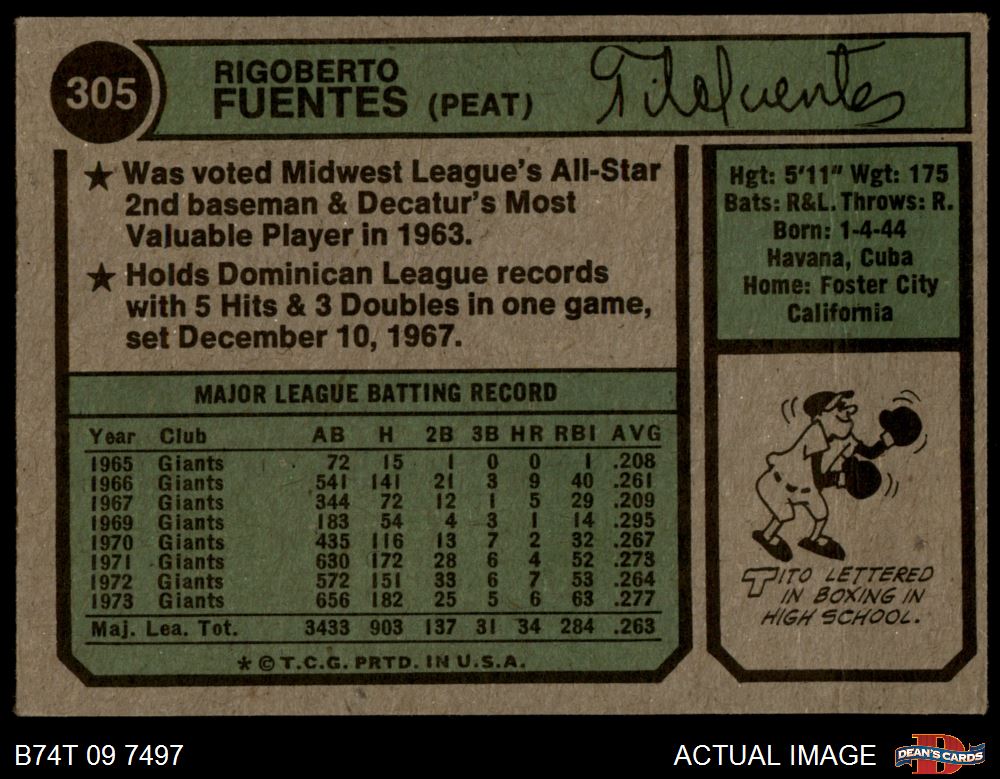 305
RIGOBERTO
FUENTES (PEAT)
Tito Fuentes
★ Was voted Midwest League's All-Star
2nd baseman & Decatur's Most
Valuable Player in 1963.
★ Holds Dominican League records
with 5 Hits & 3 Doubles in one game,
set December 10, 1967.
Hgt: 5'11" Wgt: 175
Bats: R&L. Throws: R.
Born: 1-4-44
Havana, Cuba
Home: Foster City
California
MAJOR LEAGUE BATTING RECORD
Year Club AB H 2B 3B HR RBI AVG
1965 Giants 72 15 1 0 0 1 .208
1966 Giants 541 141 21 3 9 40 .261
1967 Giants 344 72 12 1 5 29 .209
1969 Giants 183 54 4 3 1 14 .295
1970 Giants 435 116 13 7 2 32 .267
1971 Giants 630 172 28 6 4 52 .273
1972 Giants 572 151 33 6 7 53 .264
1973 Giants 656 182 25 5 6 63 .277
Maj. Lea. Tot. 3433 903 137 31 34 284 .263
★ © T.C.G. PRTD. IN U.S.A.
TITO LETTERED
IN BOXING IN
HIGH SCHOOL.
B74T 09 7497
ACTUAL IMAGE
D
DEAN'S CARDS